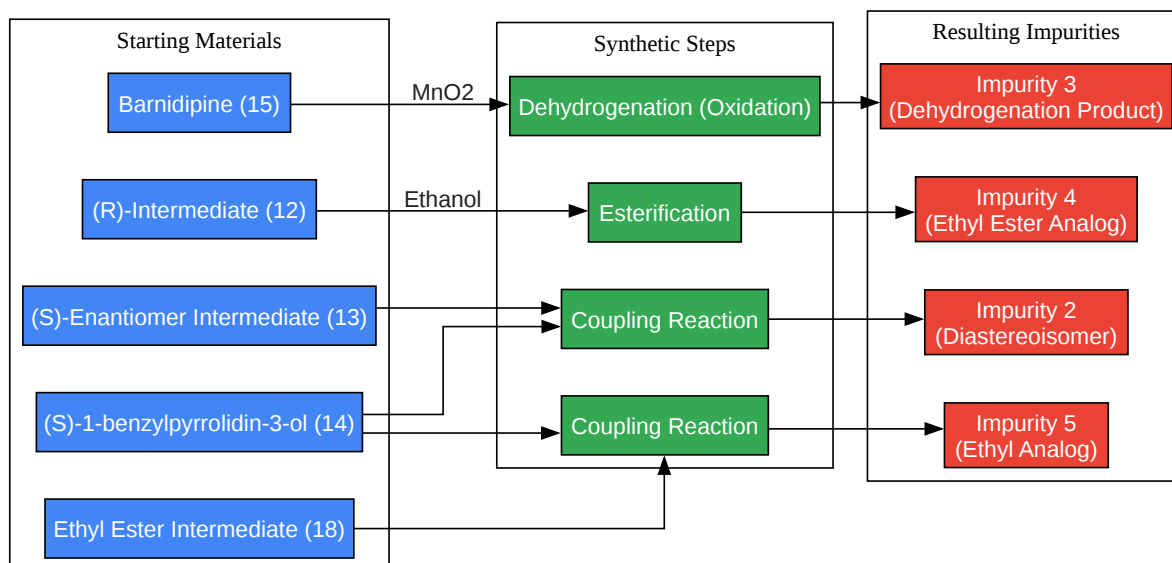 Starting Materials
Synthetic Steps
Resulting Impurities
Barnidipine (15)
MnO2
Dehydrogenation (Oxidation)
Impurity 3
(Dehydrogenation Product)
(R)-Intermediate (12)
Ethanol
Esterification
Impurity 4
(Ethyl Ester Analog)
(S)-Enantiomer Intermediate (13)
Coupling Reaction
Impurity 2
(Diastereoisomer)
(S)-1-benzylpyrrolidin-3-ol (14)
Coupling Reaction
Impurity 5
(Ethyl Analog)
Ethyl Ester Intermediate (18)